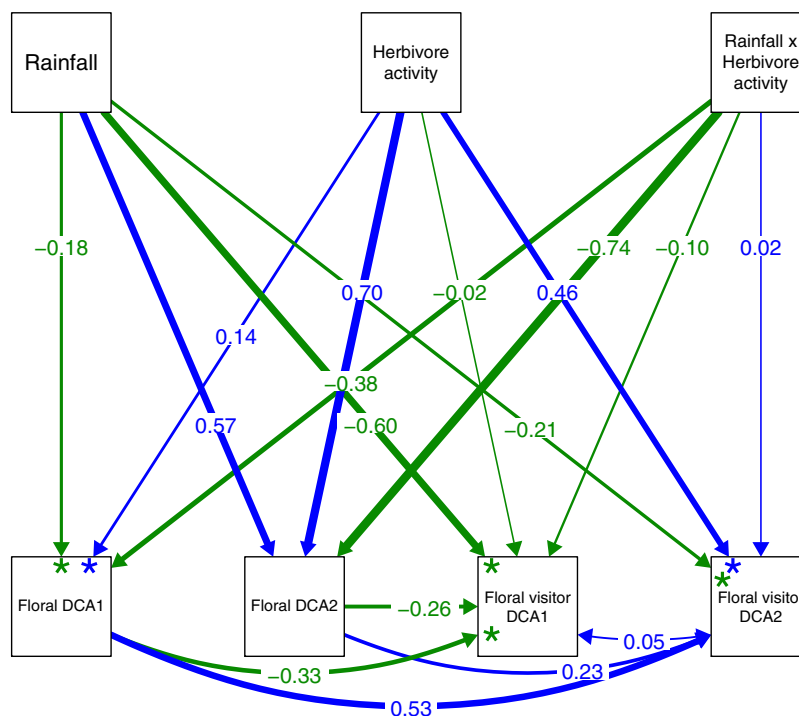 Rainfall
Herbivore
activity
Rainfall x
Herbivore
activity
−0.18
−0.74
−0.10
0.02
0.70
−0.02
0.46
0.14
−0.38
0.57
−0.60
−0.21
*
*
*
*
*
Floral DCA1
Floral DCA2
Floral visitor
DCA1
Floral visito
DCA2
−0.26
*
0.05
−0.33
0.23
0.53